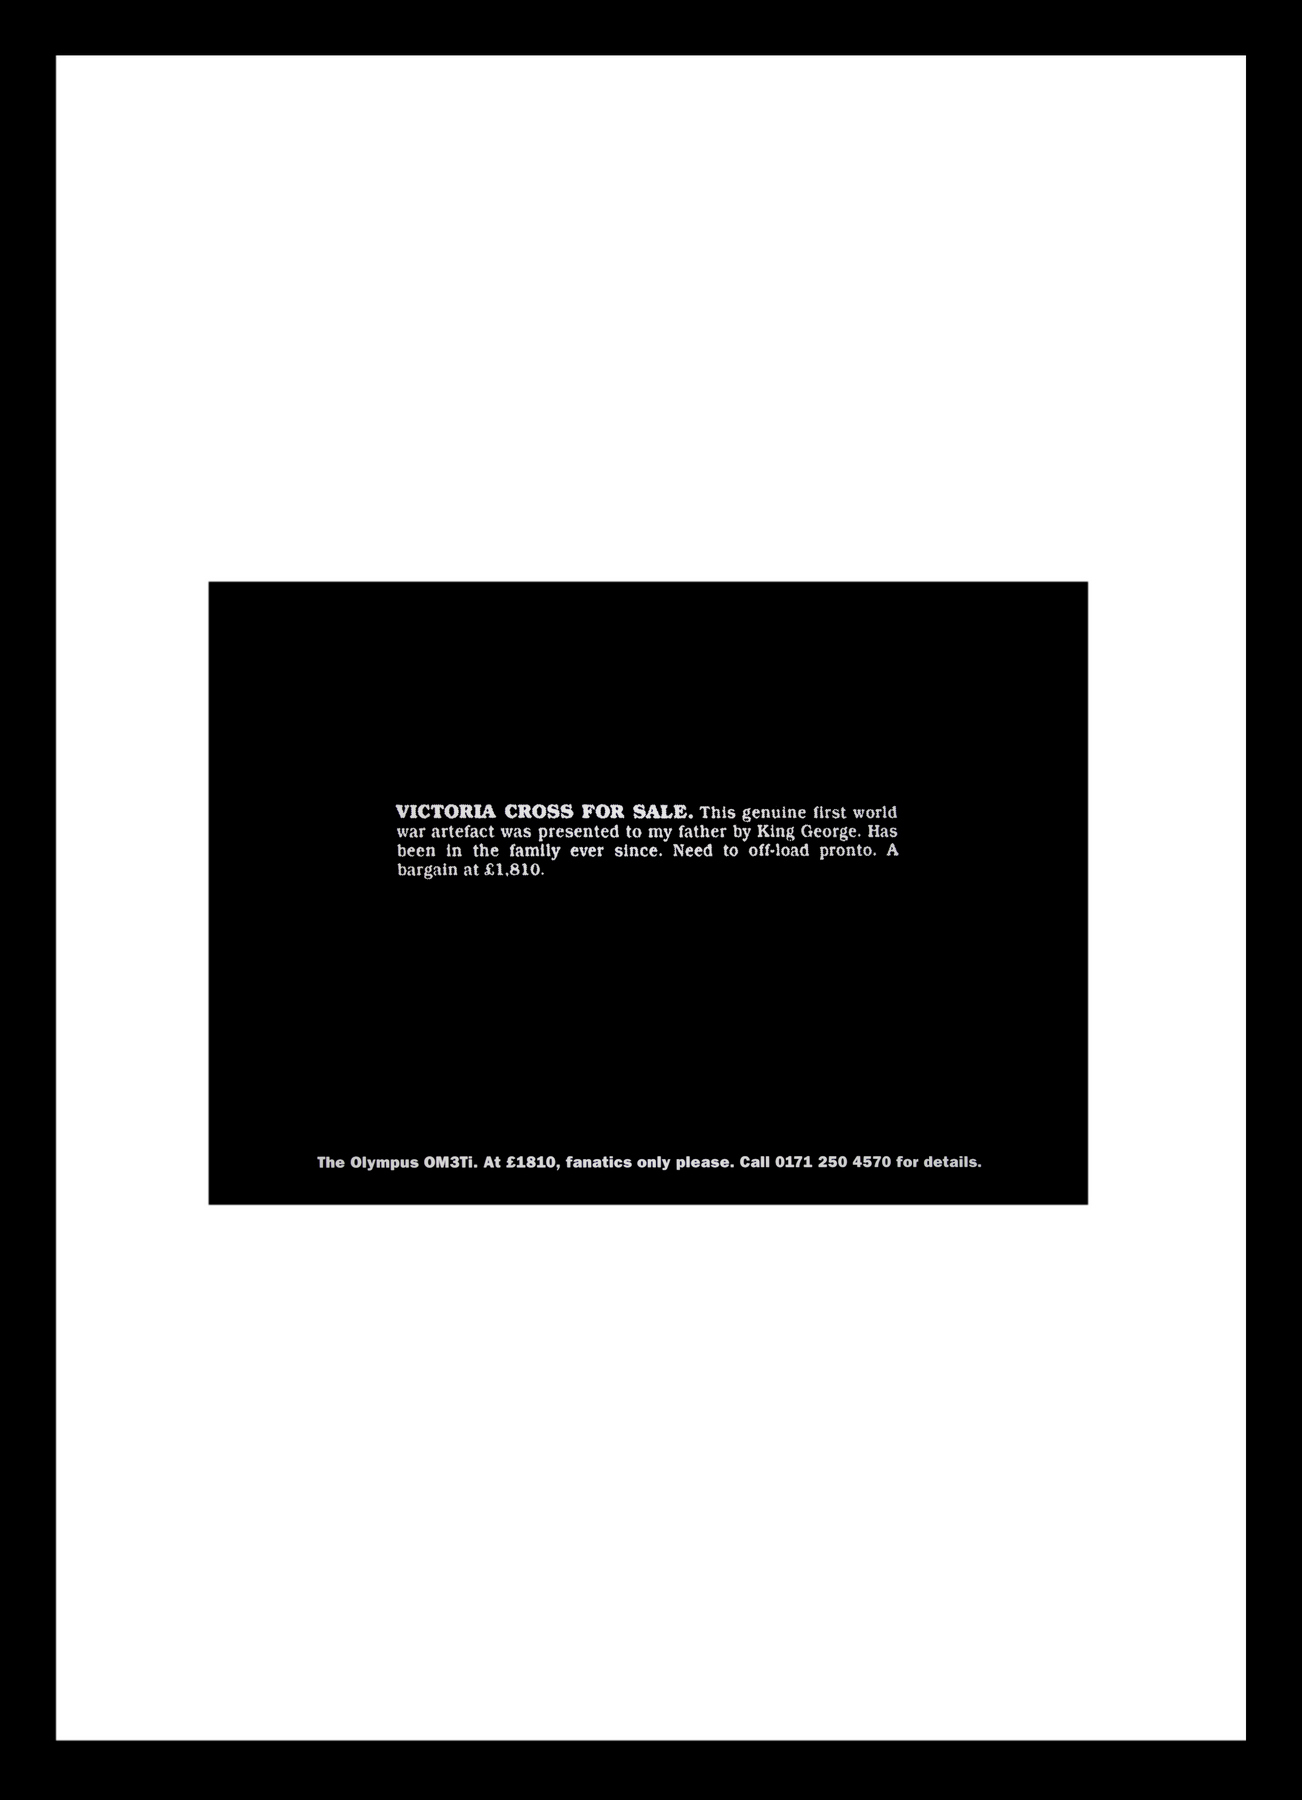 VICTORIA CROSS FOR SALE. This genuine first world
war artefact was presented to my father by King George. Has
been in the family ever since. Need to off-load pronto. A
bargain at £1,810.
The Olympus OM3Ti. At £1810, fanatics only please. Call 0171 250 4570 for details.